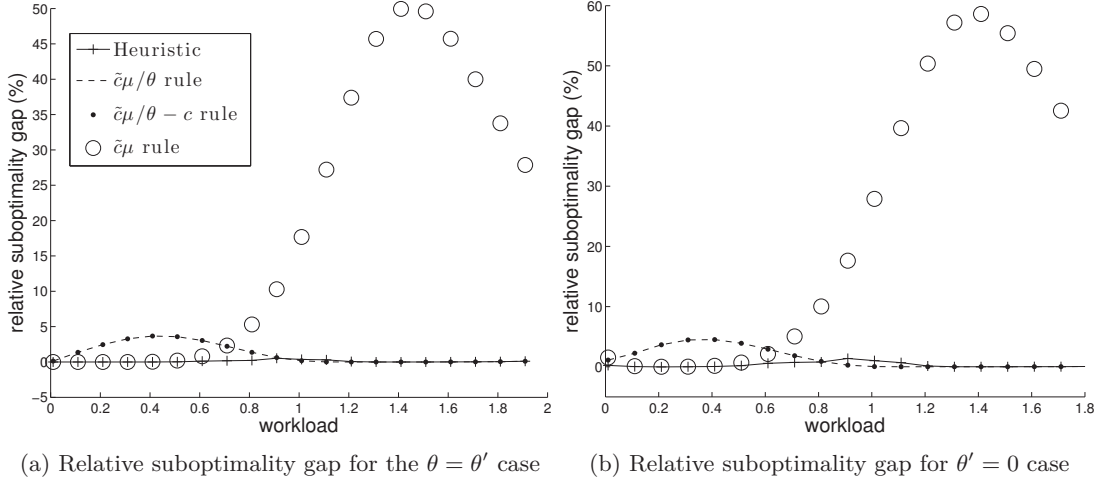 relative suboptimality gap (%)
50
45
40
35
30
25
20
15
10
5
0
−5
Heuristic
c̃μ/θ rule
c̃μ/θ − c rule
c̃μ rule
0 0.2 0.4 0.6 0.8 1 1.2 1.4 1.6 1.8 2
workload
(a) Relative suboptimality gap for the θ = θ′ case
relative suboptimality gap (%)
60
50
40
30
20
10
0
0 0.2 0.4 0.6 0.8 1 1.2 1.4 1.6 1.8
workload
(b) Relative suboptimality gap for θ′ = 0 case